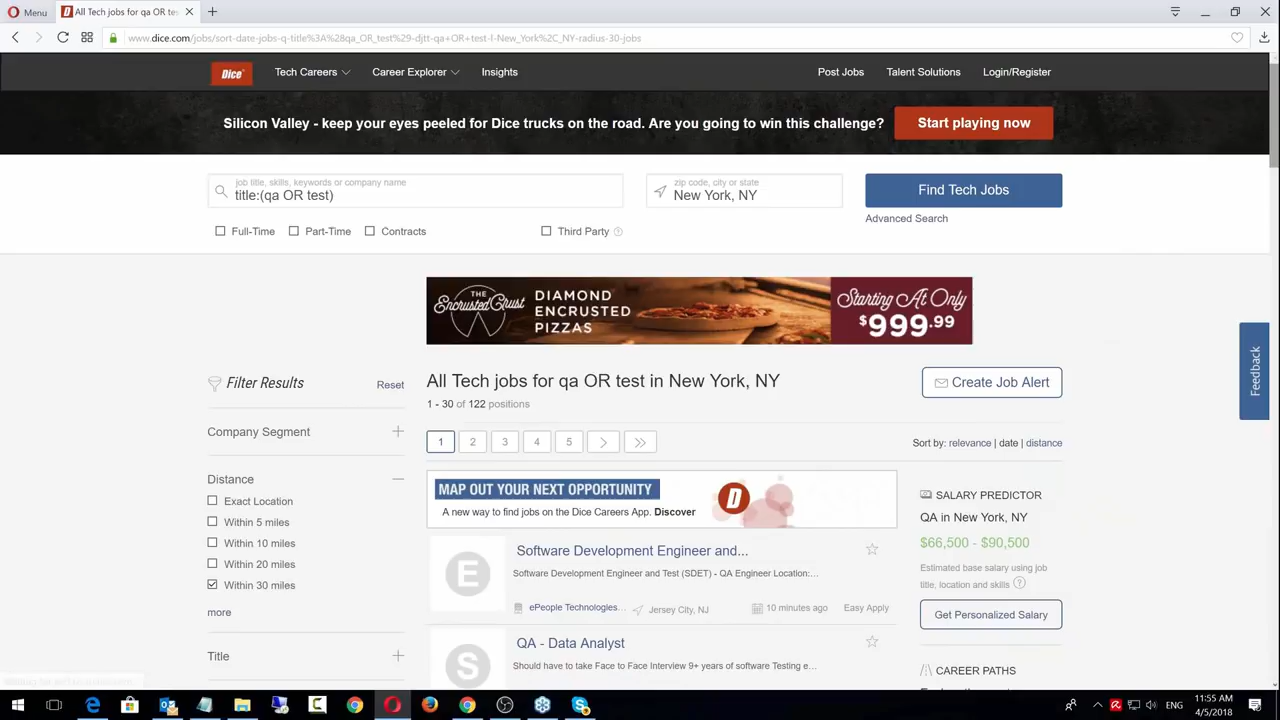 Menu
All Tech jobs for qa OR tes
www.dice.com/jobs/sort-date-jobs-q-title%3A%28qa_OR_test%29-djtt-qa+OR+test-l-New_York%2C_NY-radius-30-jobs
Dice
Tech Careers
Career Explorer
Insights
Post Jobs
Talent Solutions
Login/Register
Silicon Valley - keep your eyes peeled for Dice trucks on the road. Are you going to win this challenge?
Start playing now
job title, skills, keywords or company name
title:(qa OR test)
zip code, city or state
New York, NY
Find Tech Jobs
Advanced Search
Full-Time
Part-Time
Contracts
Third Party
THE
Encrusted Crust
DIAMOND
ENCRUSTED
PIZZAS
Starting At Only
$999.99
Feedback
Filter Results
Reset
All Tech jobs for qa OR test in New York, NY
Create Job Alert
1 - 30 of 122 positions
Company Segment
1 2 3 4 5 > >>
Sort by: relevance | date | distance
Distance
Exact Location
Within 5 miles
Within 10 miles
Within 20 miles
Within 30 miles
more
Title
MAP OUT YOUR NEXT OPPORTUNITY
A new way to find jobs on the Dice Careers App. Discover
D
SALARY PREDICTOR
QA in New York, NY
$66,500 - $90,500
Estimated base salary using job
title, location and skills
Get Personalized Salary
CAREER PATHS
E
Software Development Engineer and...
Software Development Engineer and Test (SDET) - QA Engineer Location:...
ePeople Technologies...
Jersey City, NJ
10 minutes ago
Easy Apply
S
QA - Data Analyst
Should have to take Face to Face Interview 9+ years of software Testing e...
ENG
11:55 AM
4/5/2018